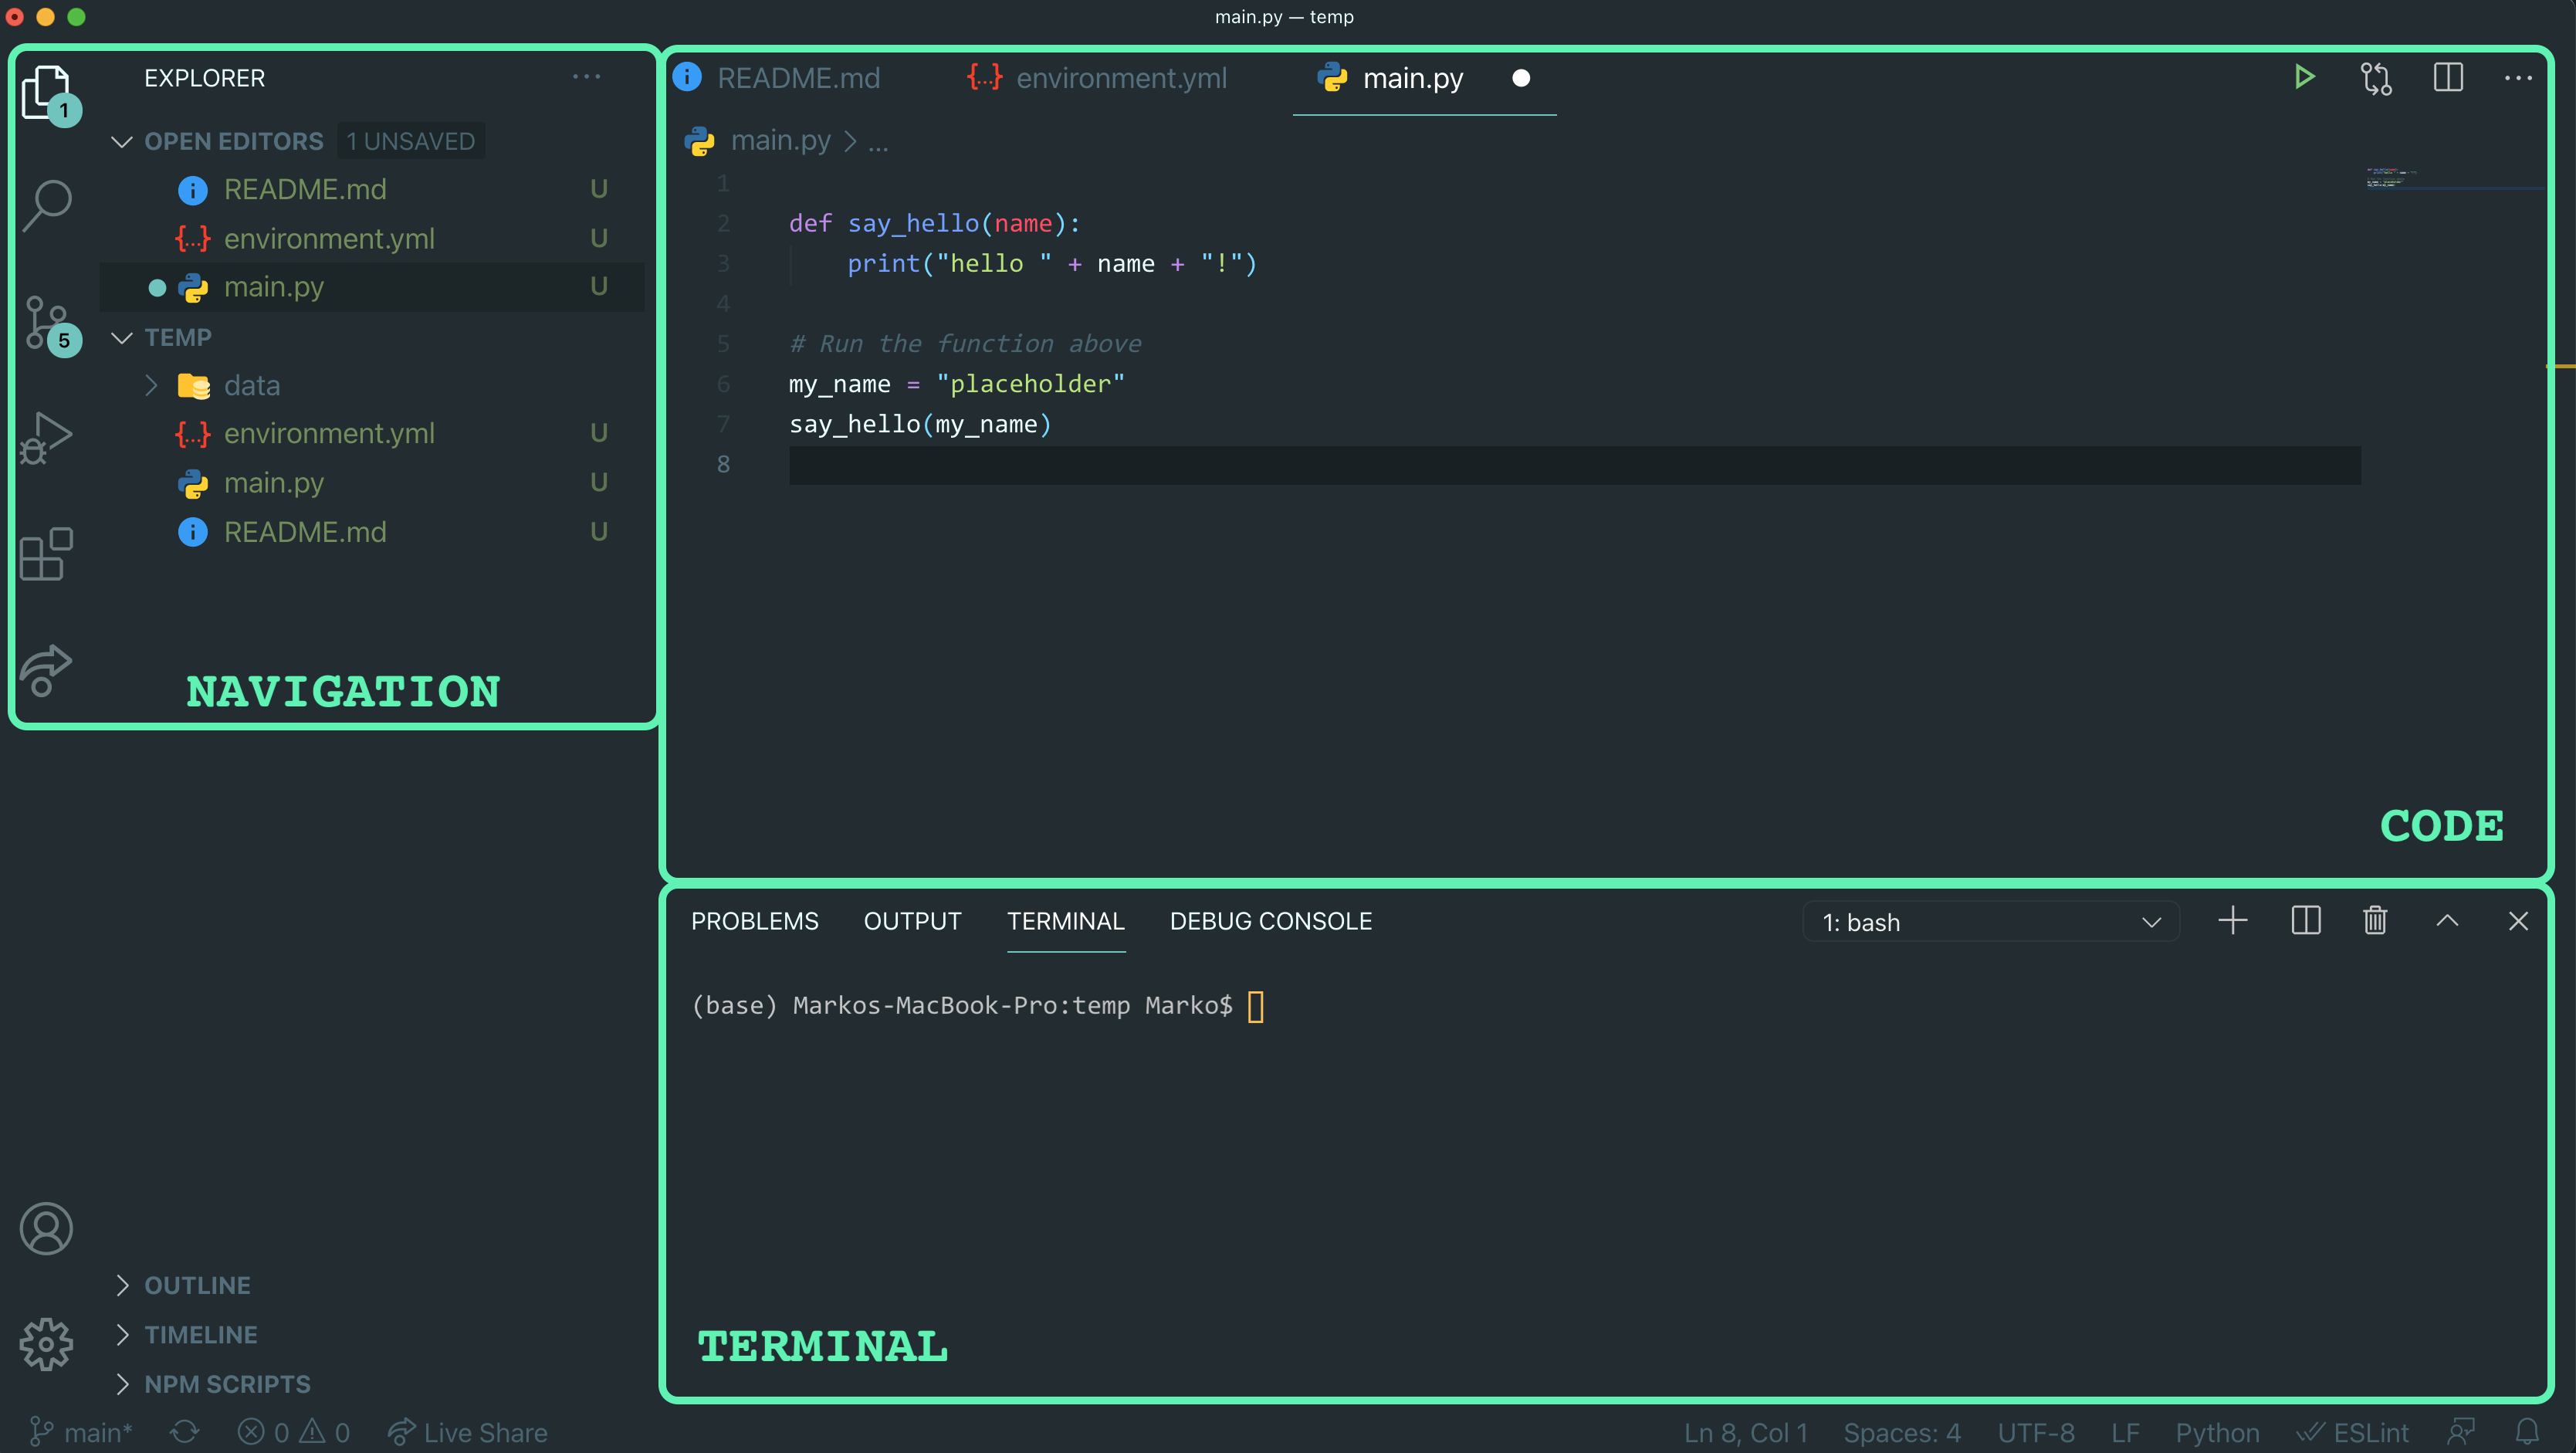 main.py — temp
EXPLORER
1
OPEN EDITORS 1 UNSAVED
README.md U
environment.yml U
main.py U
5
TEMP
data
environment.yml U
main.py U
README.md U
NAVIGATION
OUTLINE
TIMELINE
NPM SCRIPTS
README.md {...} environment.yml main.py
main.py > ...
1
2 def say_hello(name):
3     print("hello " + name + "!")
4
5 # Run the function above
6 my_name = "placeholder"
7 say_hello(my_name)
8
CODE
PROBLEMS OUTPUT TERMINAL DEBUG CONSOLE 1: bash
(base) Markos-MacBook-Pro:temp Marko$
TERMINAL
main* 0 0 Live Share Ln 8, Col 1 Spaces: 4 UTF-8 LF Python ESLint